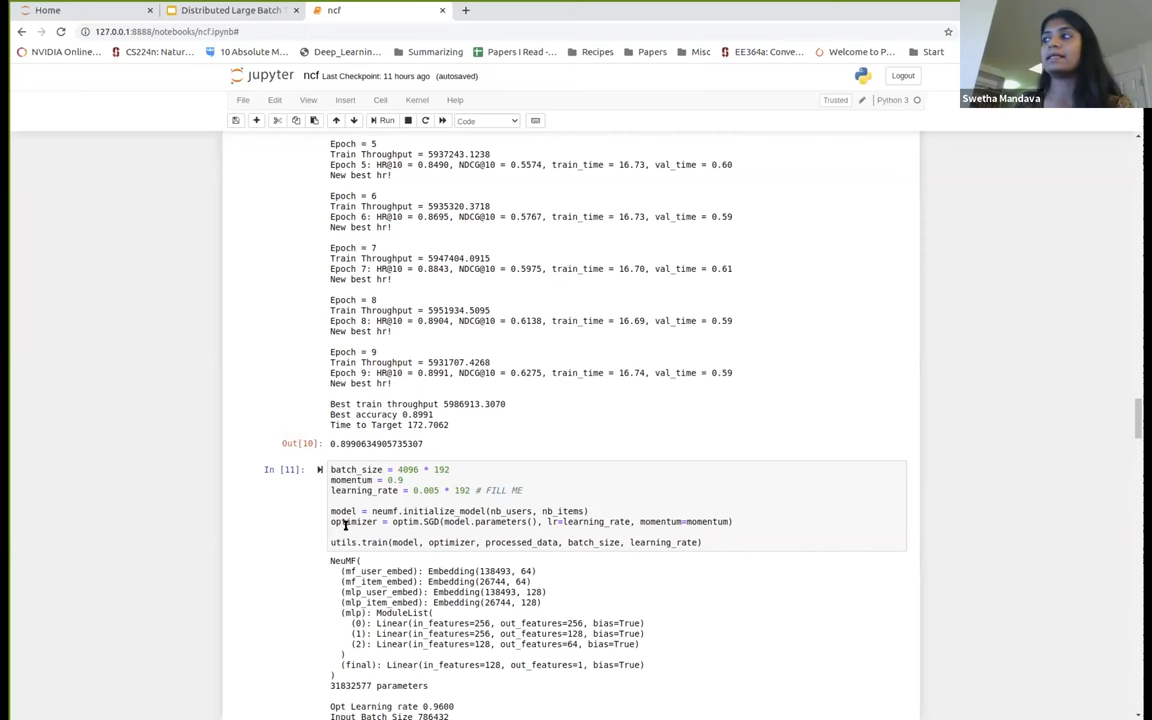 Home
Distributed Large Batch T
ncf
127.0.0.1:8888/notebooks/ncf.ipynb#
NVIDIA Online...
CS224n: Natur...
10 Absolute M...
Deep_Learnin...
Summarizing
Papers I Read -...
Recipes
Papers
Misc
EE364a: Conve...
Welcome to P...
Start
jupyter ncf Last Checkpoint: 11 hours ago (autosaved)
Logout
Swetha Mandava
File Edit View Insert Cell Kernel Help
Trusted
Python 3
Run
Code
Epoch = 5
Train Throughput = 5937243.1238
Epoch 5: HR@10 = 0.8490, NDCG@10 = 0.5574, train_time = 16.73, val_time = 0.60
New best hr!
Epoch = 6
Train Throughput = 5935320.3718
Epoch 6: HR@10 = 0.8695, NDCG@10 = 0.5767, train_time = 16.73, val_time = 0.59
New best hr!
Epoch = 7
Train Throughput = 5947404.0915
Epoch 7: HR@10 = 0.8843, NDCG@10 = 0.5975, train_time = 16.70, val_time = 0.61
New best hr!
Epoch = 8
Train Throughput = 5951934.5095
Epoch 8: HR@10 = 0.8904, NDCG@10 = 0.6138, train_time = 16.69, val_time = 0.59
New best hr!
Epoch = 9
Train Throughput = 5931707.4268
Epoch 9: HR@10 = 0.8991, NDCG@10 = 0.6275, train_time = 16.74, val_time = 0.59
New best hr!
Best train throughput 5986913.3070
Best accuracy 0.8991
Time to Target 172.7062
Out[10]: 0.8990634905735307
In [11]: batch_size = 4096 * 192
momentum = 0.9
learning_rate = 0.005 * 192 # FILL ME
model = neumf.initialize_model(nb_users, nb_items)
optimizer = optim.SGD(model.parameters(), lr=learning_rate, momentum=momentum)
utils.train(model, optimizer, processed_data, batch_size, learning_rate)
NeuMF(
(mf_user_embed): Embedding(138493, 64)
(mf_item_embed): Embedding(26744, 64)
(mlp_user_embed): Embedding(138493, 128)
(mlp_item_embed): Embedding(26744, 128)
(mlp): ModuleList(
(0): Linear(in_features=256, out_features=256, bias=True)
(1): Linear(in_features=256, out_features=128, bias=True)
(2): Linear(in_features=128, out_features=64, bias=True)
)
(final): Linear(in_features=128, out_features=1, bias=True)
)
31832577 parameters
Opt Learning rate 0.9600
Input Batch Size 786432